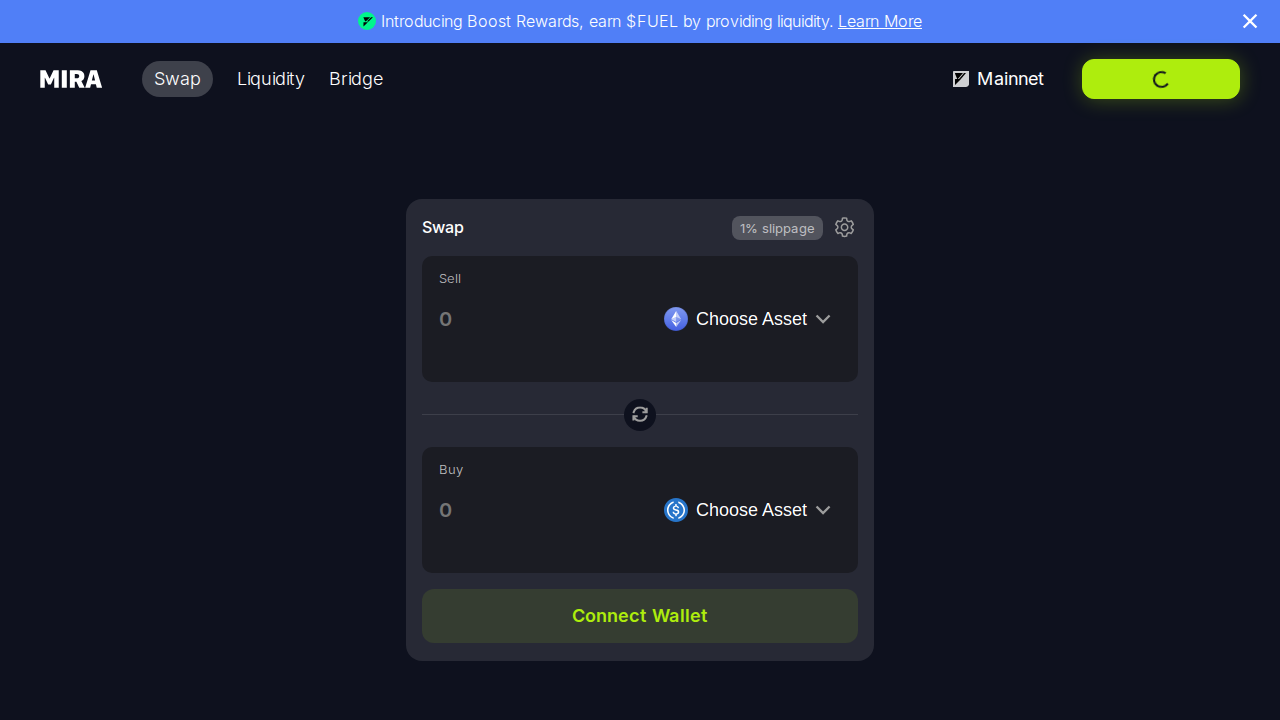 Introducing Boost Rewards, earn $FUEL by providing liquidity. Learn More
MIRA Swap Liquidity Bridge Mainnet
Swap 1% slippage
Sell
0 Choose Asset
Buy
0 Choose Asset
Connect Wallet